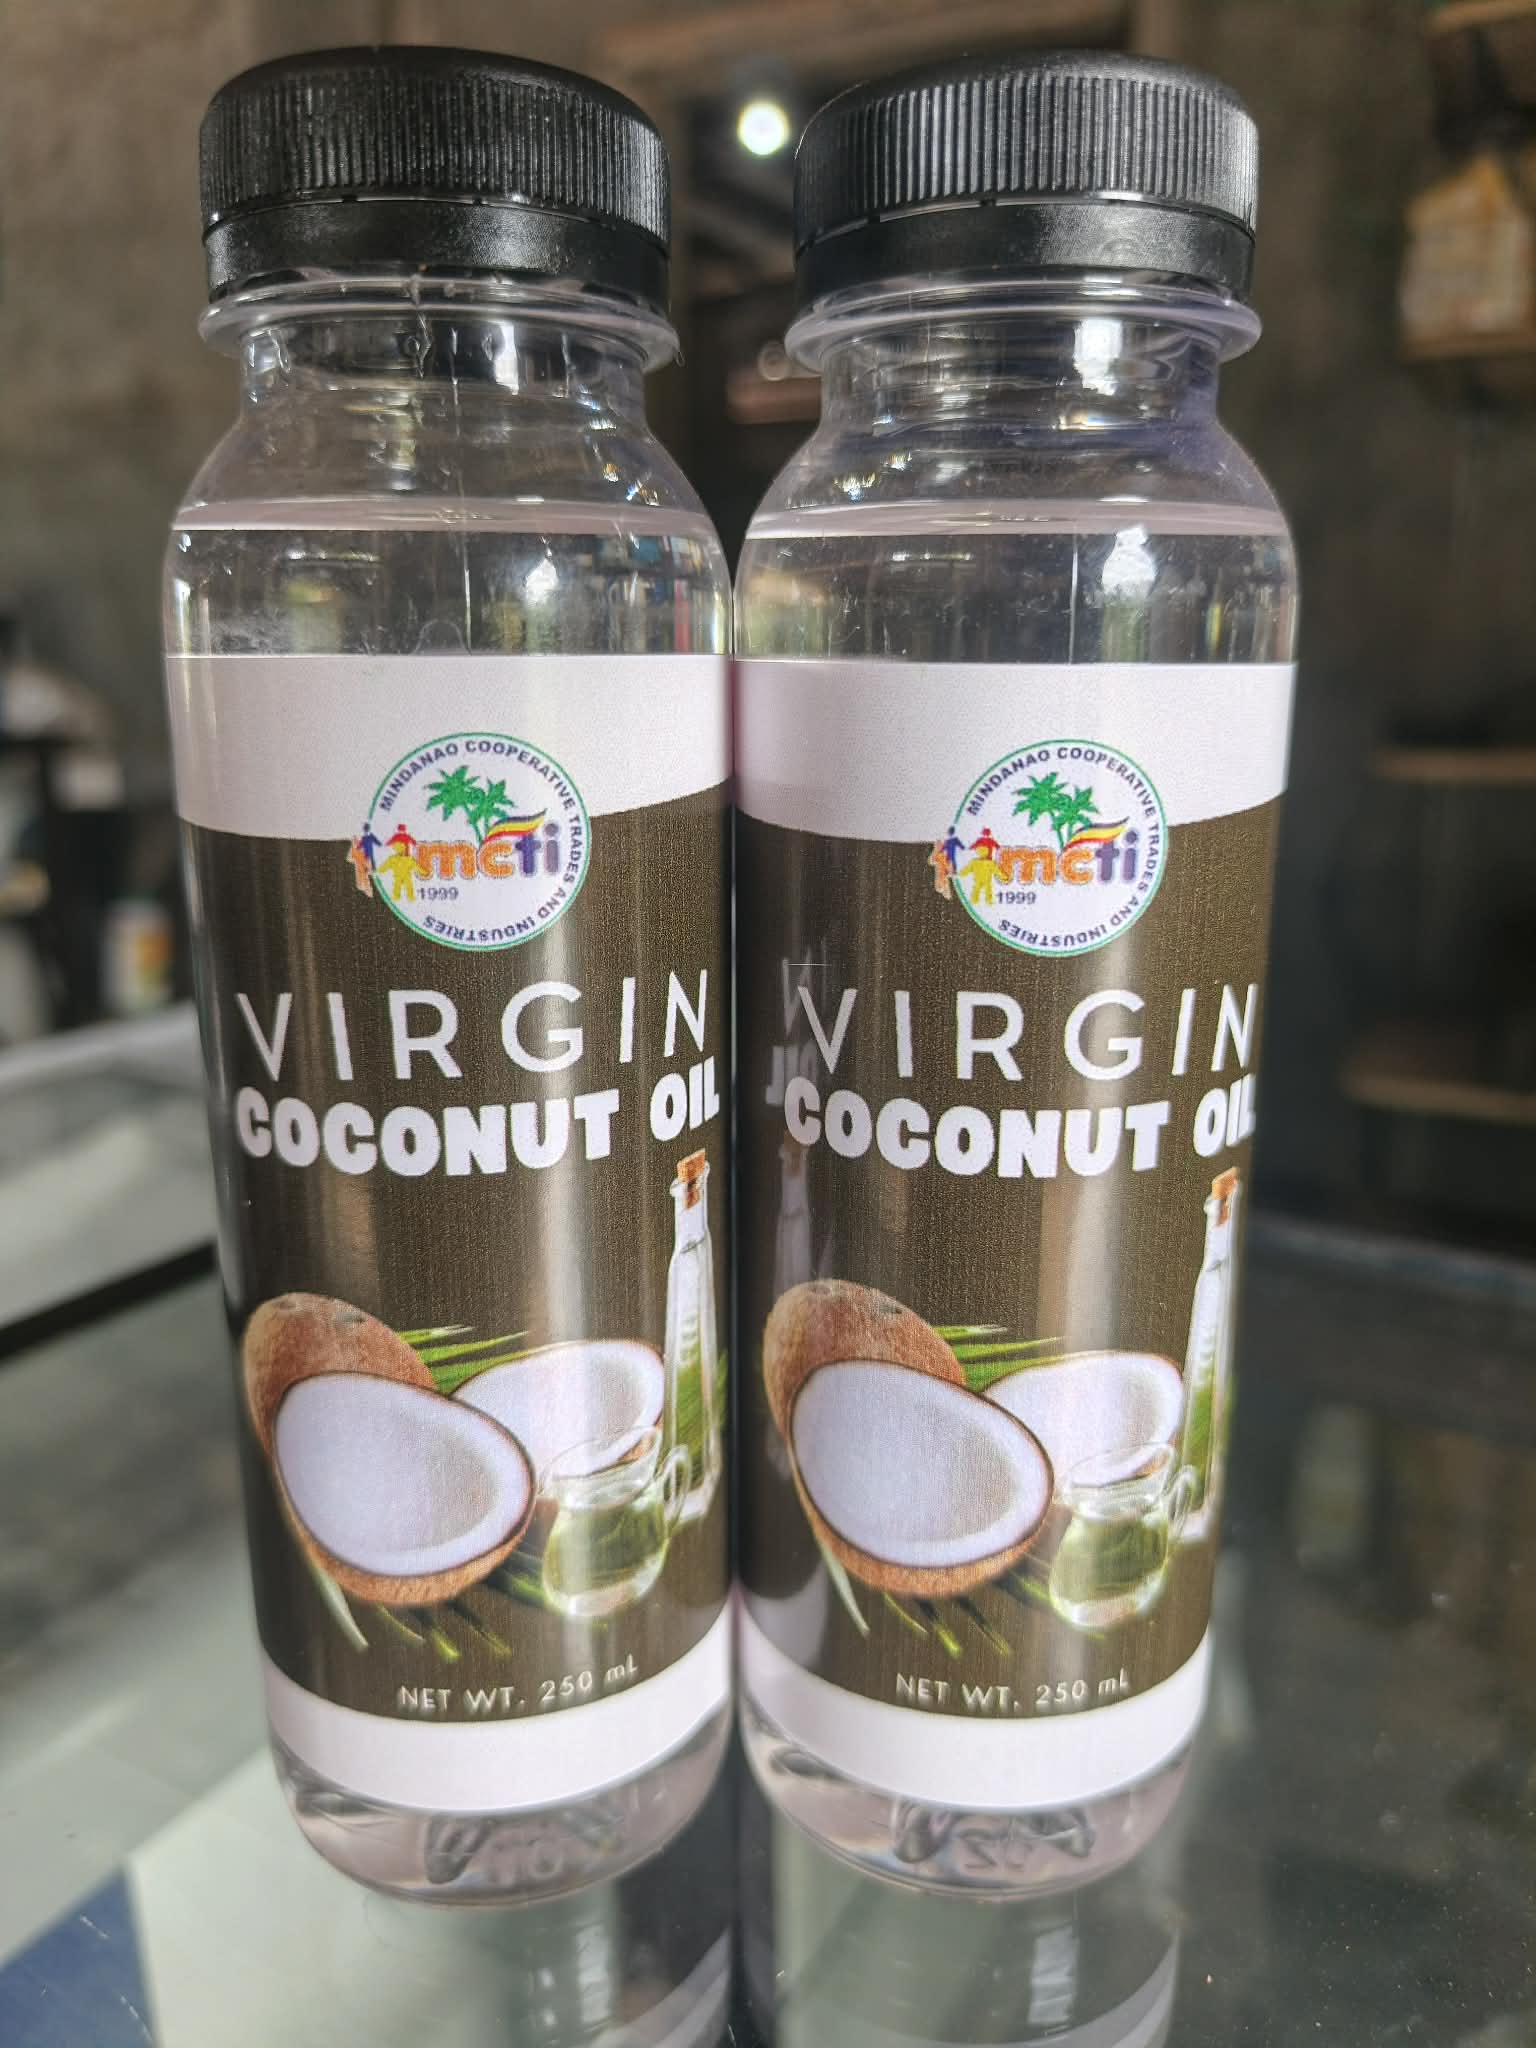 MINDANAO COOPERATIVE TRADES AND INDUSTRIES
mcti
1999
VIRGIN
COCONUT OIL
NET WT. 250 mL
MINDANAO COOPERATIVE TRADES AND INDUSTRIES
mcti
1999
VIRGIN
COCONUT OIL
NET WT. 250 mL